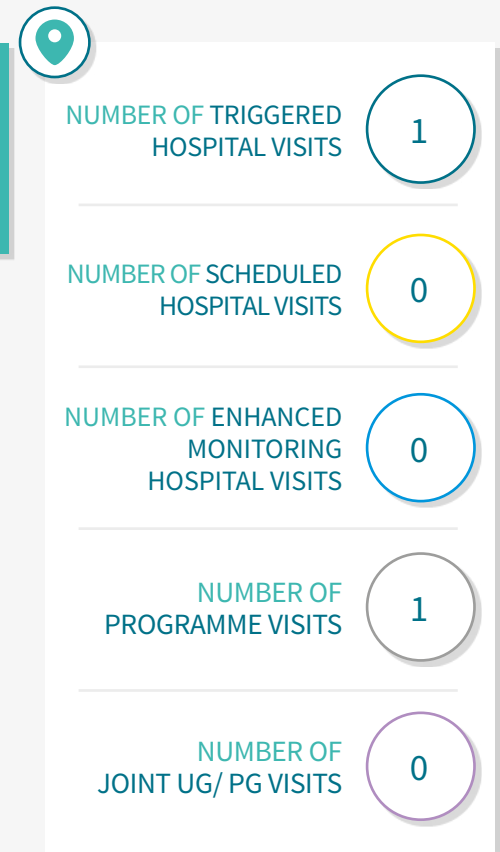 NUMBER OF TRIGGERED
HOSPITAL VISITS
1
NUMBER OF SCHEDULED
HOSPITAL VISITS
0
NUMBER OF ENHANCED
MONITORING
HOSPITAL VISITS
0
NUMBER OF
PROGRAMME VISITS
1
NUMBER OF
JOINT UG/ PG VISITS
0